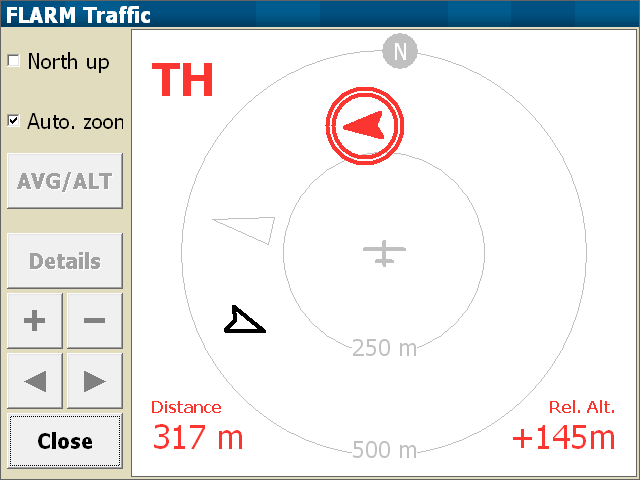 FLARM Traffic
North up
Auto. zoom
AVG/ALT
Details
+ −
Close
TH
N
250 m
500 m
Distance
317 m
Rel. Alt.
+145m